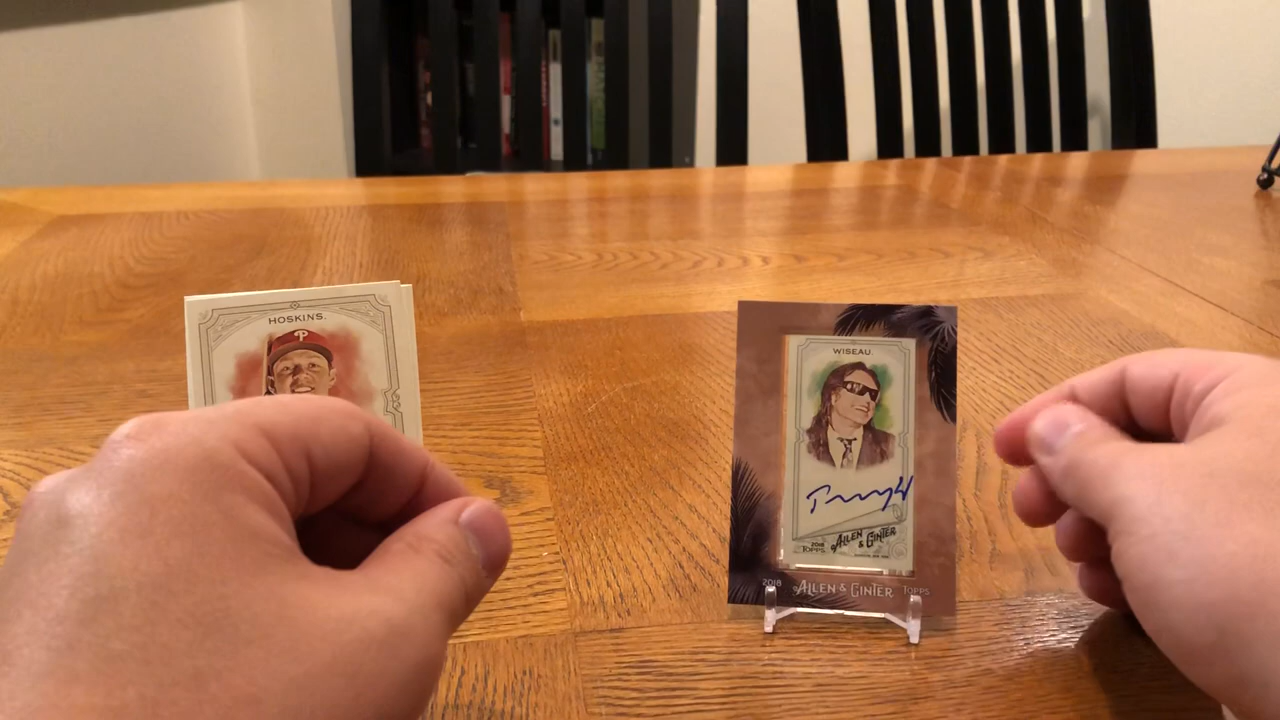 HOSKINS.
WISEAU.
2018
TOPPS
ALLEN
& GINTER
2018 ALLEN & GINTER TOPPS